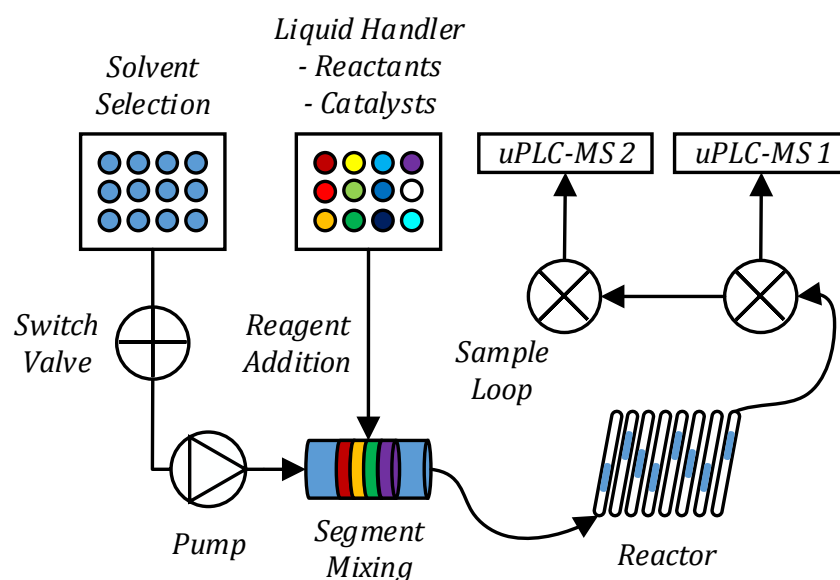 Solvent
Selection
Liquid Handler
- Reactants
- Catalysts
uPLC-MS 2
uPLC-MS 1
Switch
Valve
Reagent
Addition
Sample
Loop
Pump
Segment
Mixing
Reactor